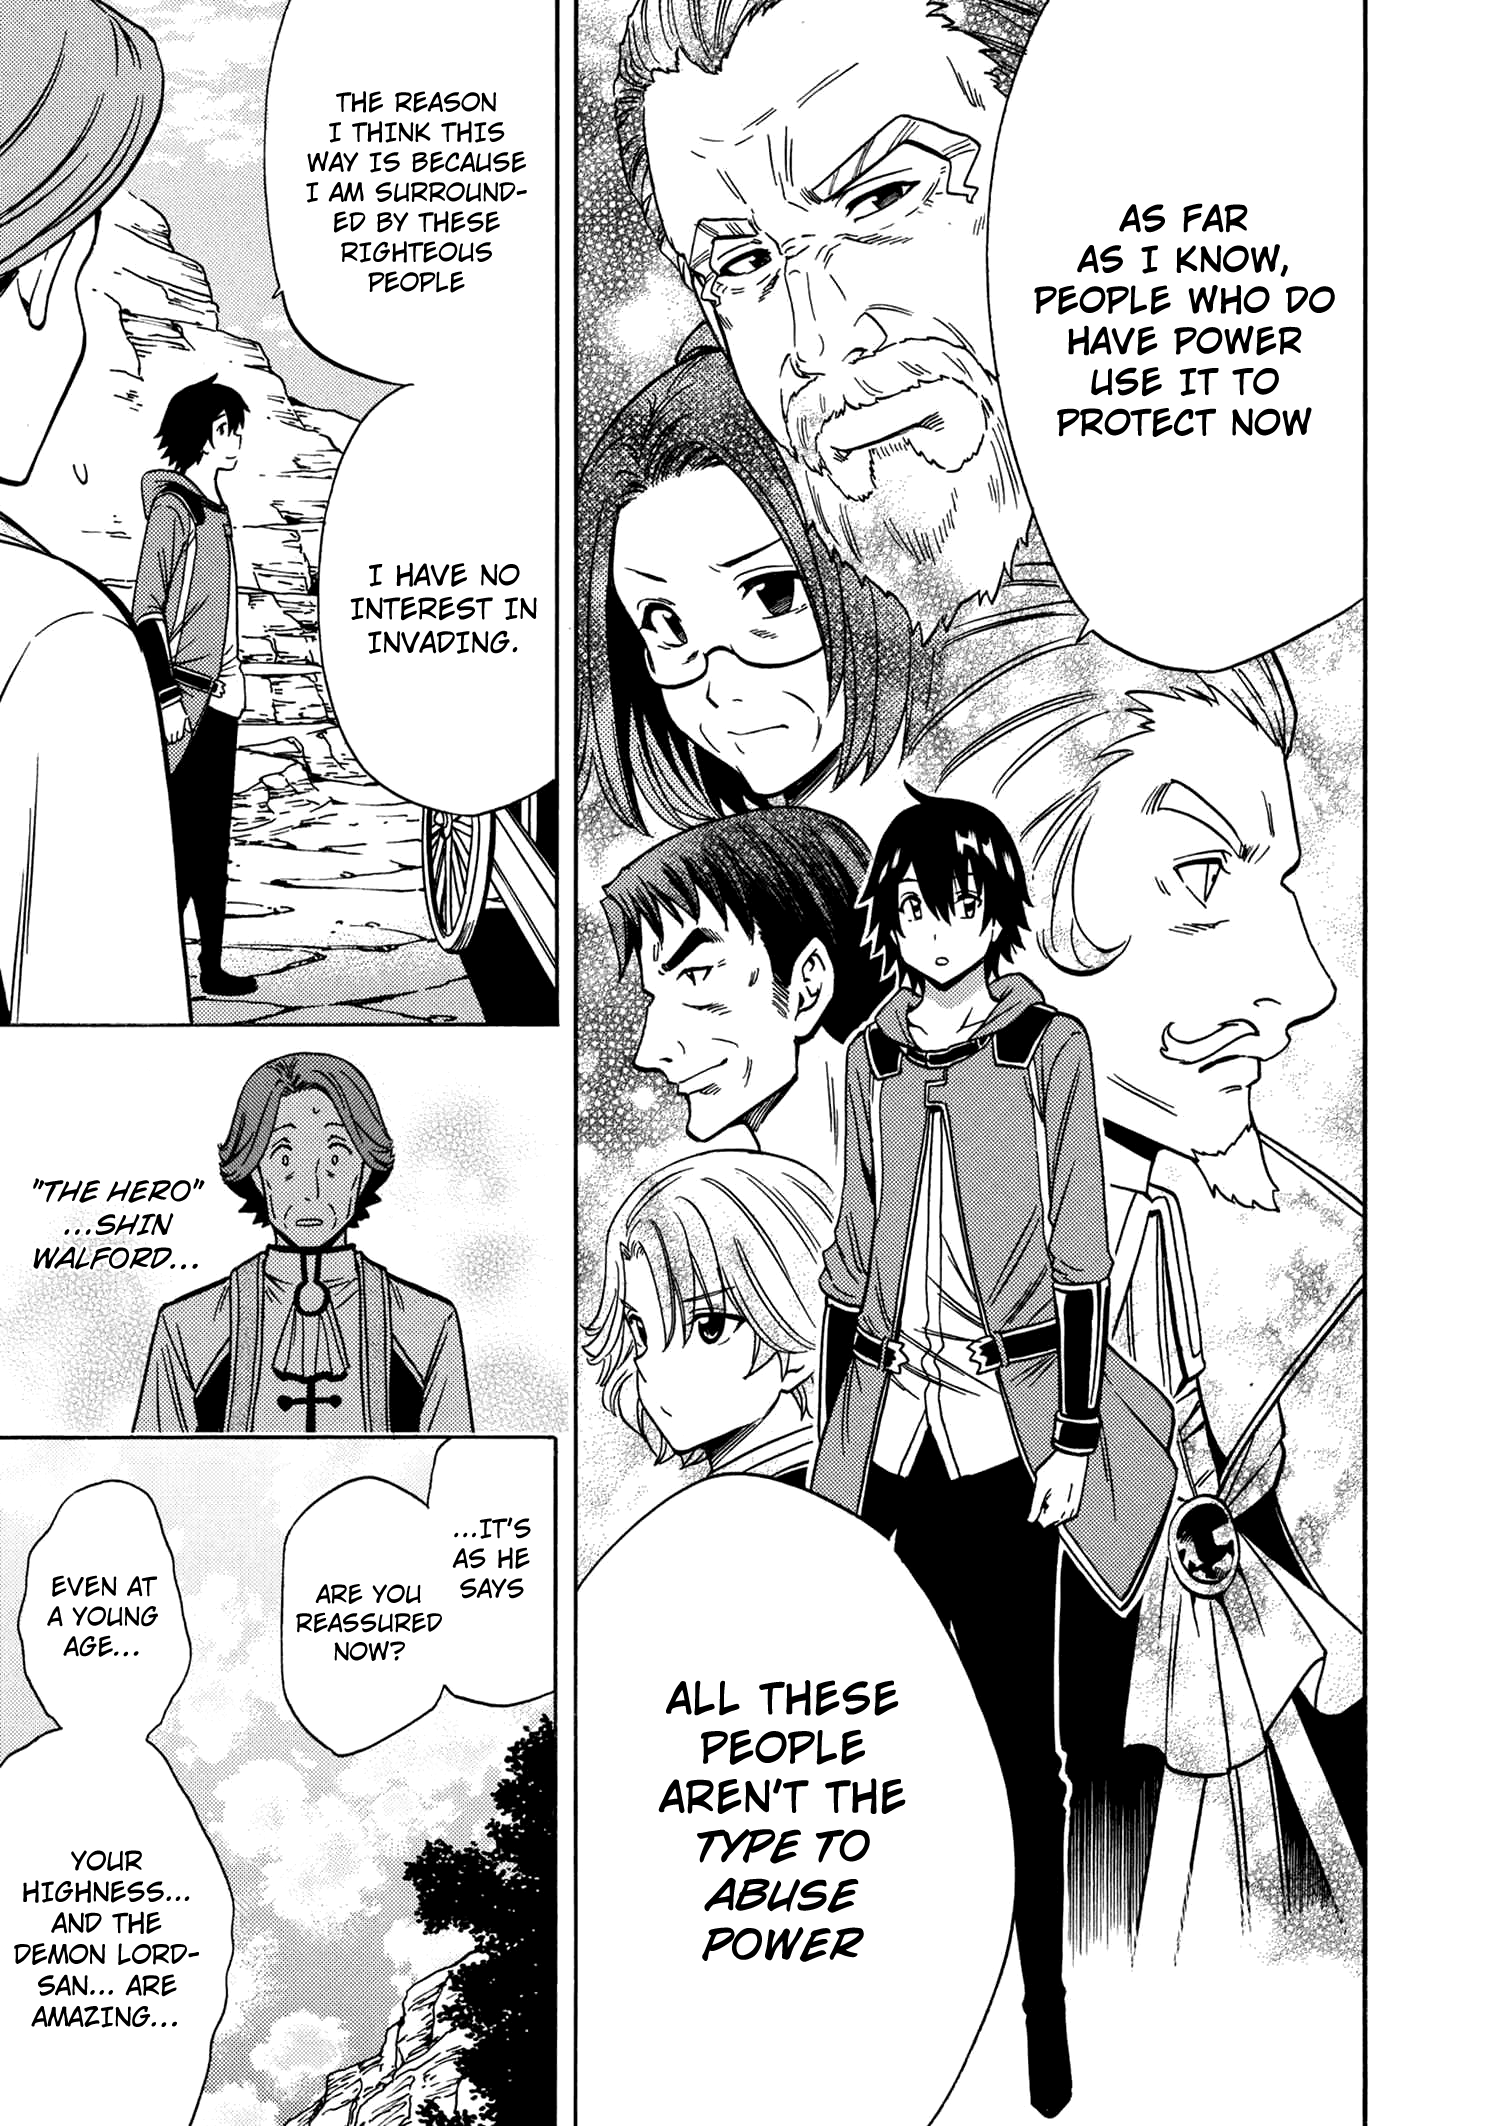 AS FAR
AS I KNOW,
PEOPLE WHO DO
HAVE POWER
USE IT TO
PROTECT NOW
ALL THESE
PEOPLE
AREN'T THE
TYPE TO
ABUSE
POWER
THE REASON
I THINK THIS
WAY IS BECAUSE
I AM SURROUND-
ED BY THESE
RIGHTEOUS
PEOPLE
I HAVE NO
INTEREST IN
INVADING.
"THE HERO"
...SHIN
WALFORD...
...IT'S
AS HE
SAYS
ARE YOU
REASSURED
NOW?
EVEN AT
A YOUNG
AGE...
YOUR
HIGHNESS...
AND THE
DEMON LORD-
SAN... ARE
AMAZING...